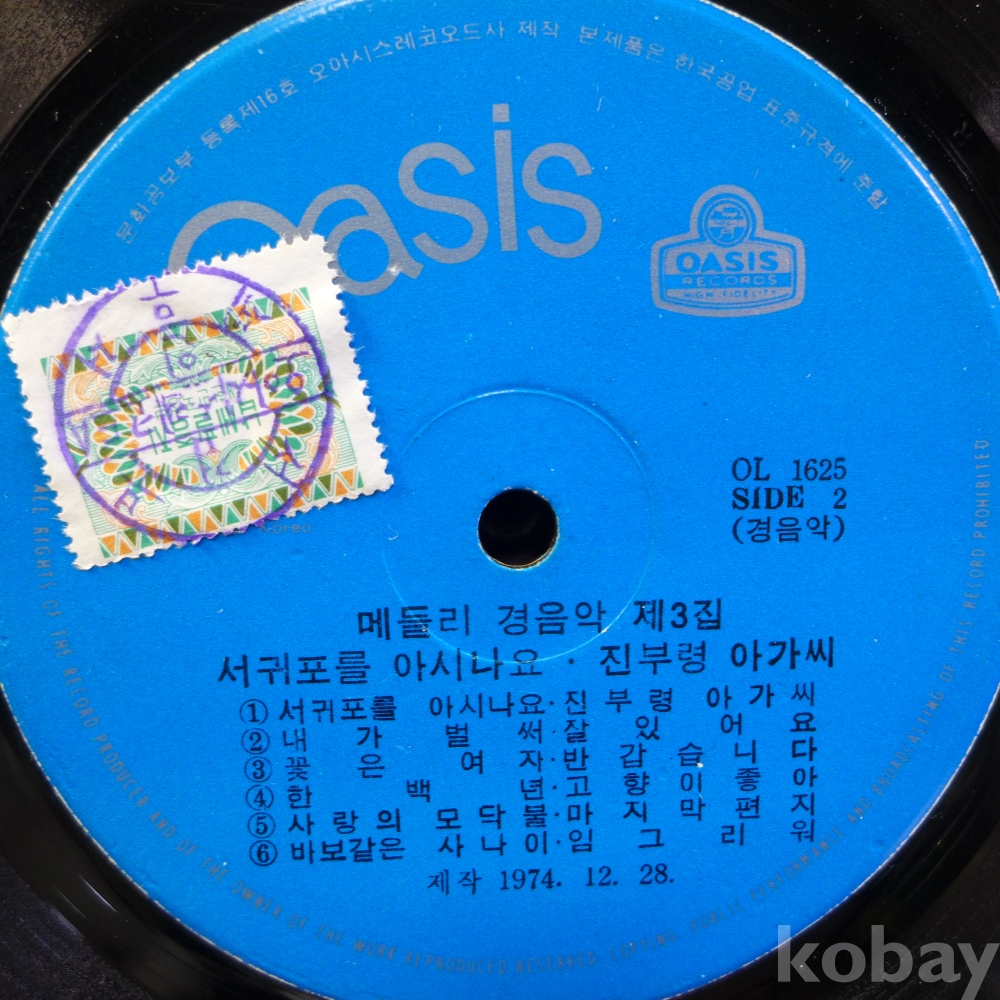 문화공보부 등록제16호 오아시스레코오드사 제작 본제품은 한국공업 표준규격에 준함
Oasis
OASIS
RECORDS
HIGH FIDELITY
Korea
OL 1625
SIDE 2
(경음악)
메들리 경음악 제3집
서귀포를 아시나요 · 진부령 아가씨
① 서귀포를 아시나요·진부령 아가씨
② 내가 벌써·잘있어요
③ 꽃은 여자·반갑습니다
④ 한백년·고향이좋아
⑤ 사랑의 모닥불·마지막편지
⑥ 바보같은 사나이·임그리워
제작 1974. 12. 28.
ALL RIGHTS OF THE RECORD PRODUCER AND OF THE OWNER OF THE WORK REPRODUCED RESERVED. COPYING, PUBLIC PERFORMANCE AND BROADCASTING OF THIS RECORD PROHIBITED
kobay